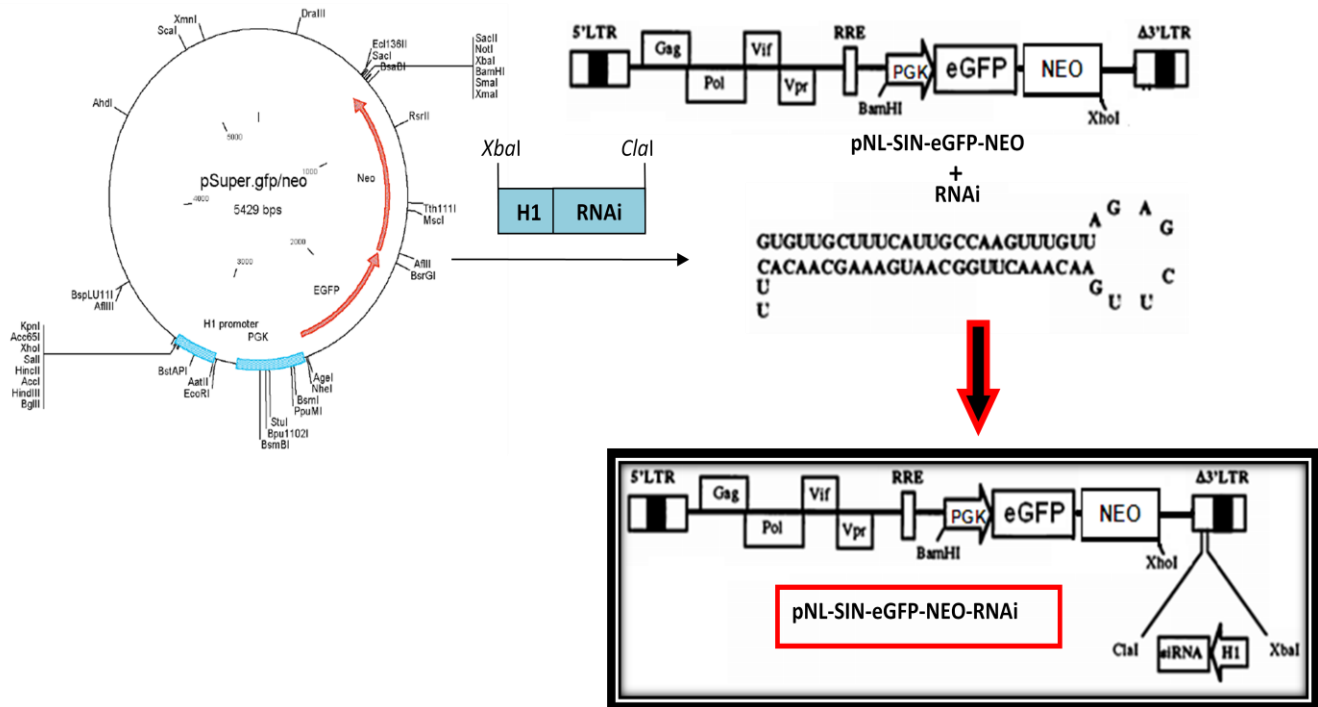 DraIII
XmnI
ScaI
Ecl136II
SacI
BsaBI
SacII
NotI
XbaI
BamHI
SmaI
XmaI
AhdI
RsrII
5000
1000
Neo
pSuper.gfp/neo
4000
5429 bps
Tth111I
MscI
2000
3000
AflII
BsrGI
EGFP
BspLU11I
AflIII
H1 promoter
PGK
KpnI
Acc65I
XhoI
SalI
HincII
AccI
HindIII
BglII
BstAPI
AatII
EcoRI
AgeI
NheI
BsmI
PpuMI
StuI
Bpu1102I
BsmBI
XbaI
ClaI
H1
RNAi
5'LTR
Gag
Pol
Vif
Vpr
RRE
PGK
eGFP
NEO
Δ3'LTR
BamHI
XhoI
pNL-SIN-eGFP-NEO
+
RNAi
GUGUUGCUUUCAUUGCCAAGUUUGUU
A G A G C U U G
CACAACGAAAGUAACGGUUCAAACAA
U
U
5'LTR
Gag
Pol
Vif
Vpr
RRE
PGK
eGFP
NEO
Δ3'LTR
BamHI
XhoI
pNL-SIN-eGFP-NEO-RNAi
ClaI
siRNA
H1
XbaI